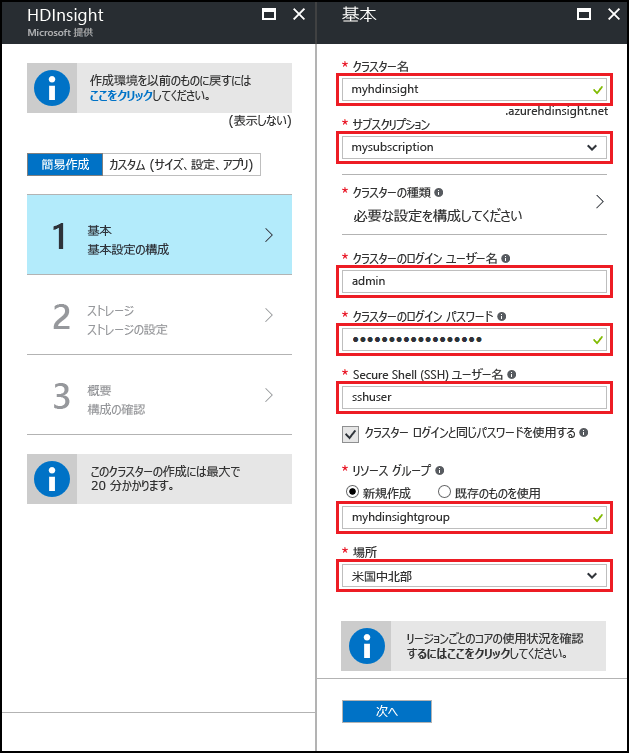 HDInsight
Microsoft 提供
作成環境を以前のものに戻すには
ここをクリックしてください。
(表示しない)
簡易作成
カスタム (サイズ、設定、アプリ)
1
基本
基本設定の構成
2
ストレージ
ストレージの設定
3
概要
構成の確認
このクラスターの作成には最大で
20 分かかります。
基本
* クラスター名
myhdinsight
.azurehdinsight.net
* サブスクリプション
mysubscription
* クラスターの種類
必要な設定を構成してください
* クラスターのログイン ユーザー名
admin
* クラスターのログイン パスワード
••••••••••••••••••
* Secure Shell (SSH) ユーザー名
sshuser
クラスター ログインと同じパスワードを使用する
* リソース グループ
新規作成
既存のものを使用
myhdinsightgroup
* 場所
米国中北部
リージョンごとのコアの使用状況を確認
するにはここをクリックしてください。
次へ